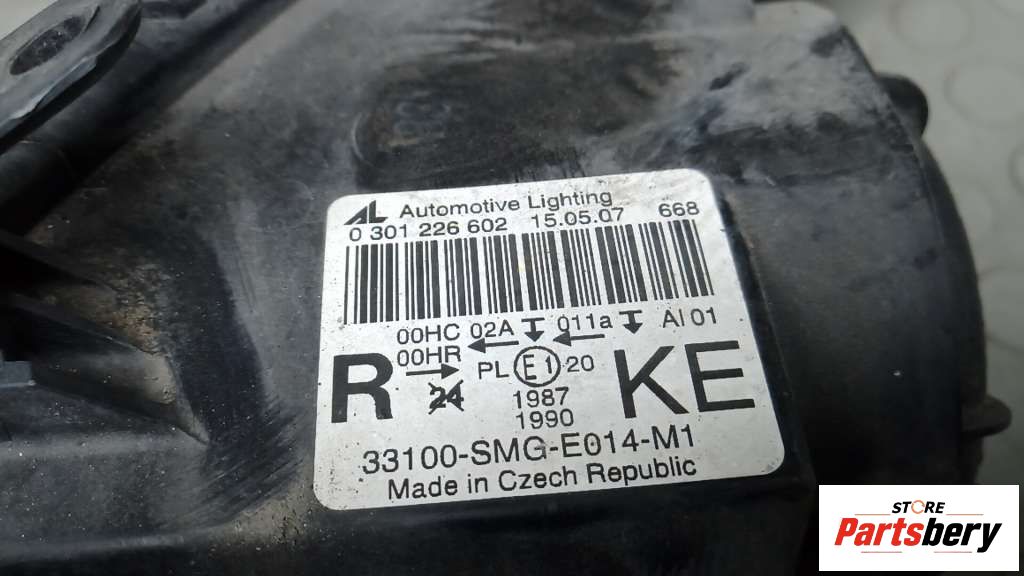 AL Automotive Lighting
0 301 226 602 15.05.07 668
00HC 02A 011a AI 01
00HR
R PL E1 20 KE
24 1987
1990
33100-SMG-E014-M1
Made in Czech Republic
STORE
Partsbery